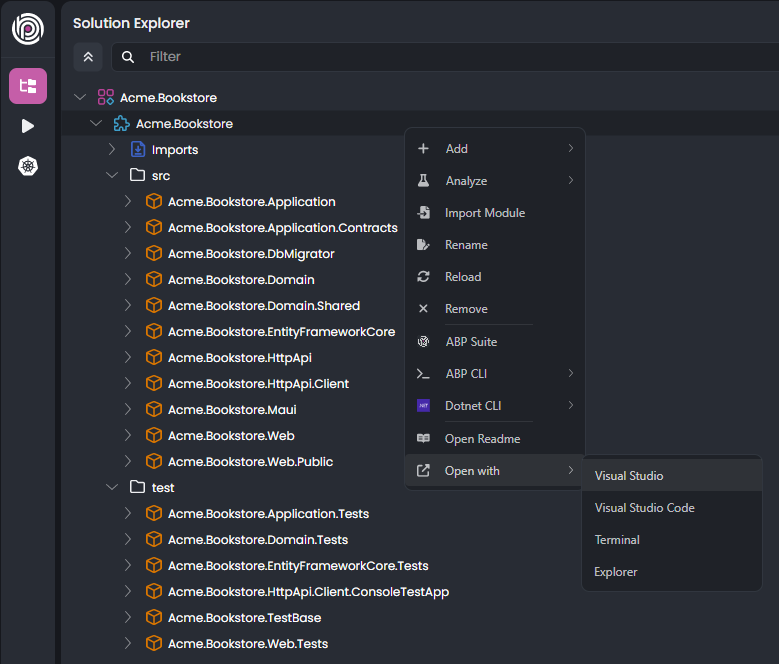 Solution Explorer
Filter
Acme.Bookstore
Acme.Bookstore
Imports
src
Acme.Bookstore.Application
Acme.Bookstore.Application.Contracts
Acme.Bookstore.DbMigrator
Acme.Bookstore.Domain
Acme.Bookstore.Domain.Shared
Acme.Bookstore.EntityFrameworkCore
Acme.Bookstore.HttpApi
Acme.Bookstore.HttpApi.Client
Acme.Bookstore.Maui
Acme.Bookstore.Web
Acme.Bookstore.Web.Public
test
Acme.Bookstore.Application.Tests
Acme.Bookstore.Domain.Tests
Acme.Bookstore.EntityFrameworkCore.Tests
Acme.Bookstore.HttpApi.Client.ConsoleTestApp
Acme.Bookstore.TestBase
Acme.Bookstore.Web.Tests
Add
Analyze
Import Module
Rename
Reload
Remove
ABP Suite
ABP CLI
.NET Dotnet CLI
Open Readme
Open with
Visual Studio
Visual Studio Code
Terminal
Explorer